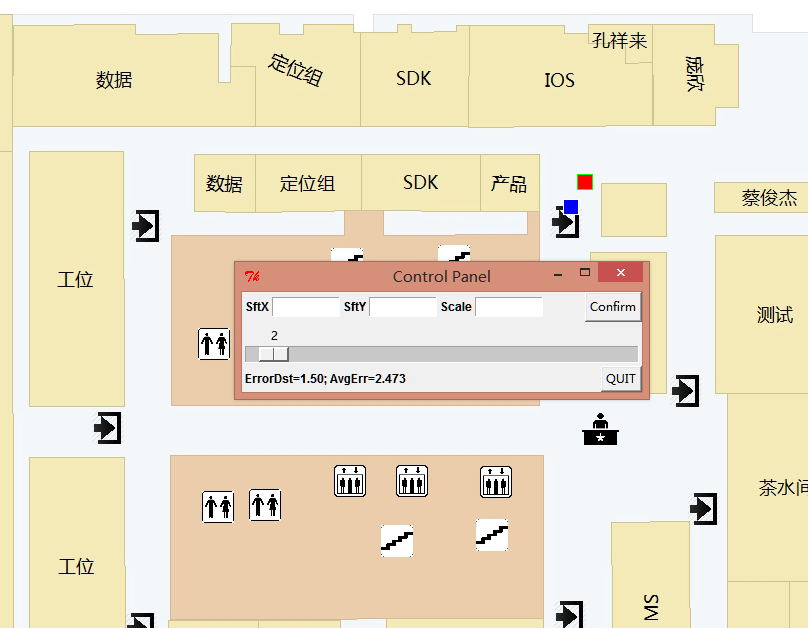 孔祥来
数据
定位组
SDK
IOS
庞欣
数据
定位组
SDK
产品
蔡俊杰
工位
测试
Control Panel
SftX
SftY
Scale
Confirm
2
ErrorDst=1.50; AvgErr=2.473
QUIT
茶水间
工位
MS